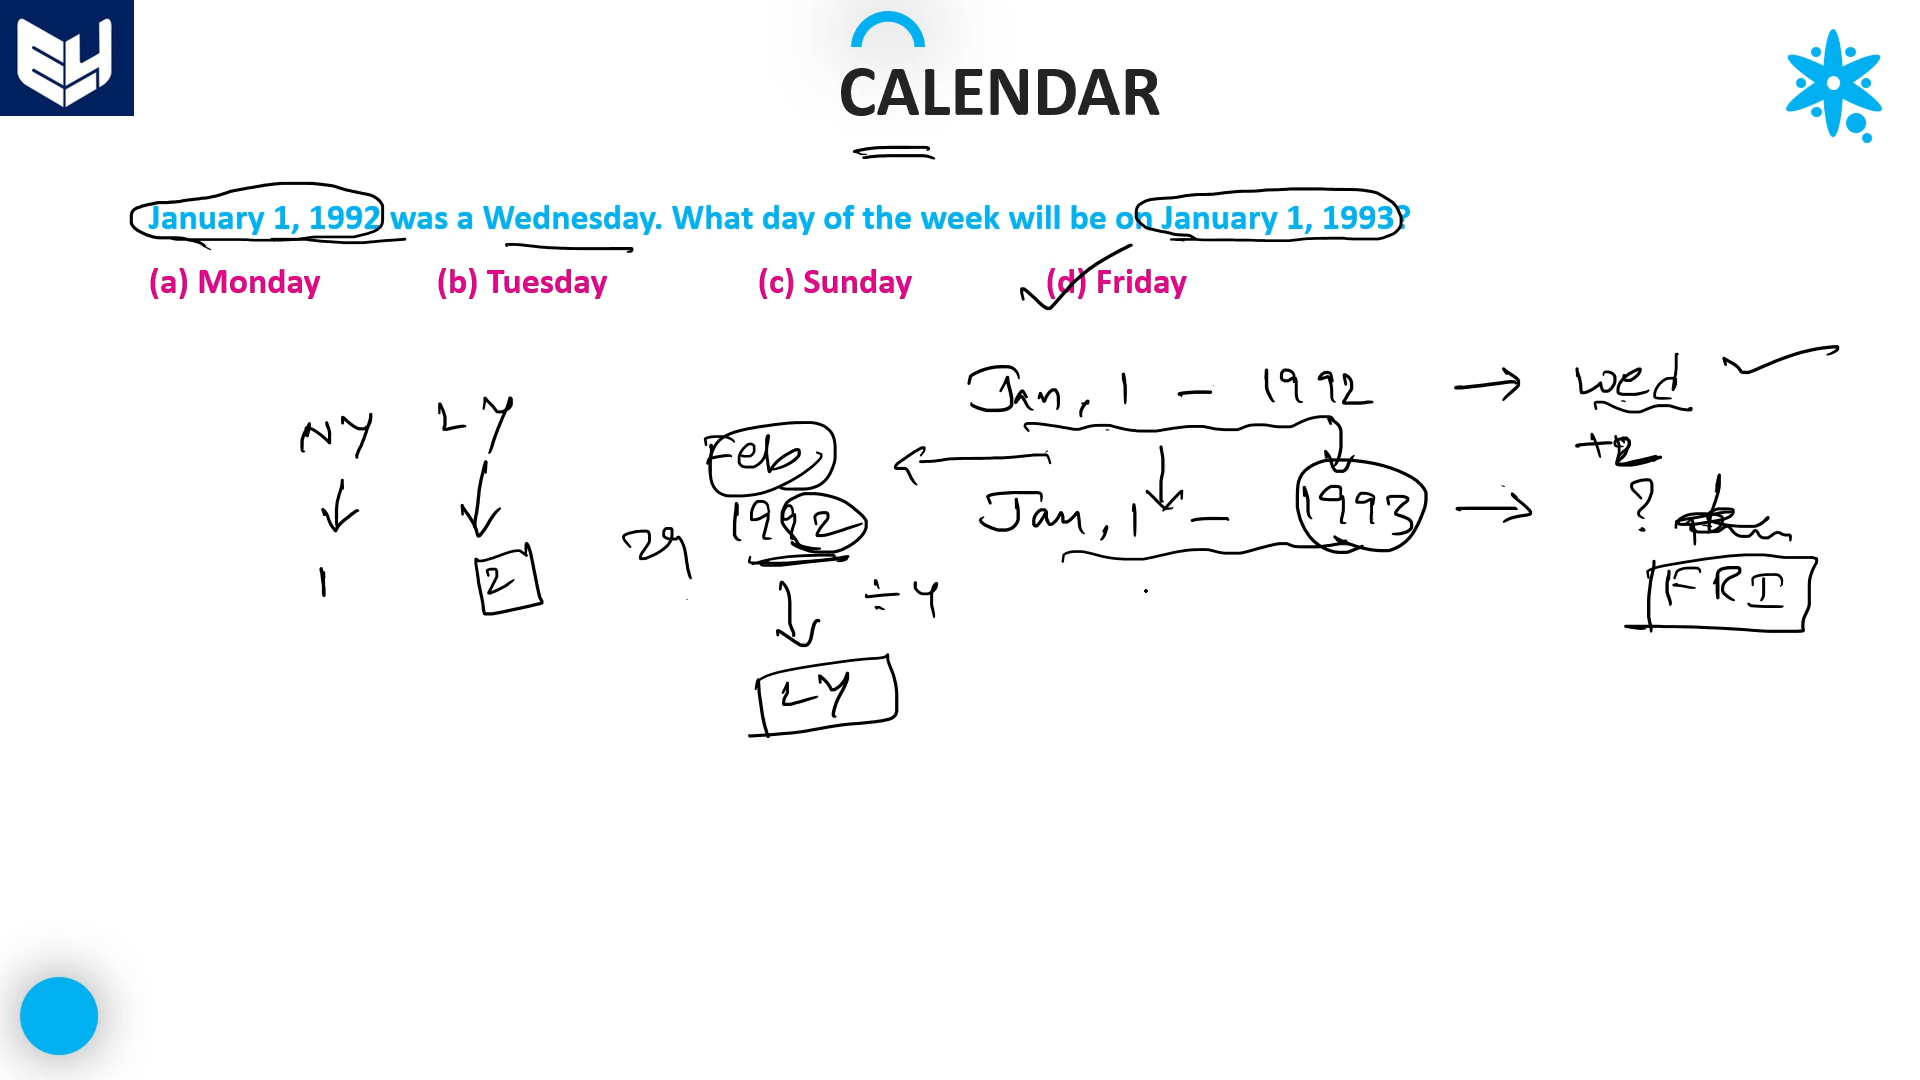 EY
CALENDAR
January 1, 1992 was a Wednesday. What day of the week will be on January 1, 1993?
(a) Monday (b) Tuesday (c) Sunday (d) Friday
Jan, 1 - 1992 → wed
NY LY
Feb
+2
1992 Jan, 1 - 1993 → ?
29
1 2 ÷ 4 FRI
LY